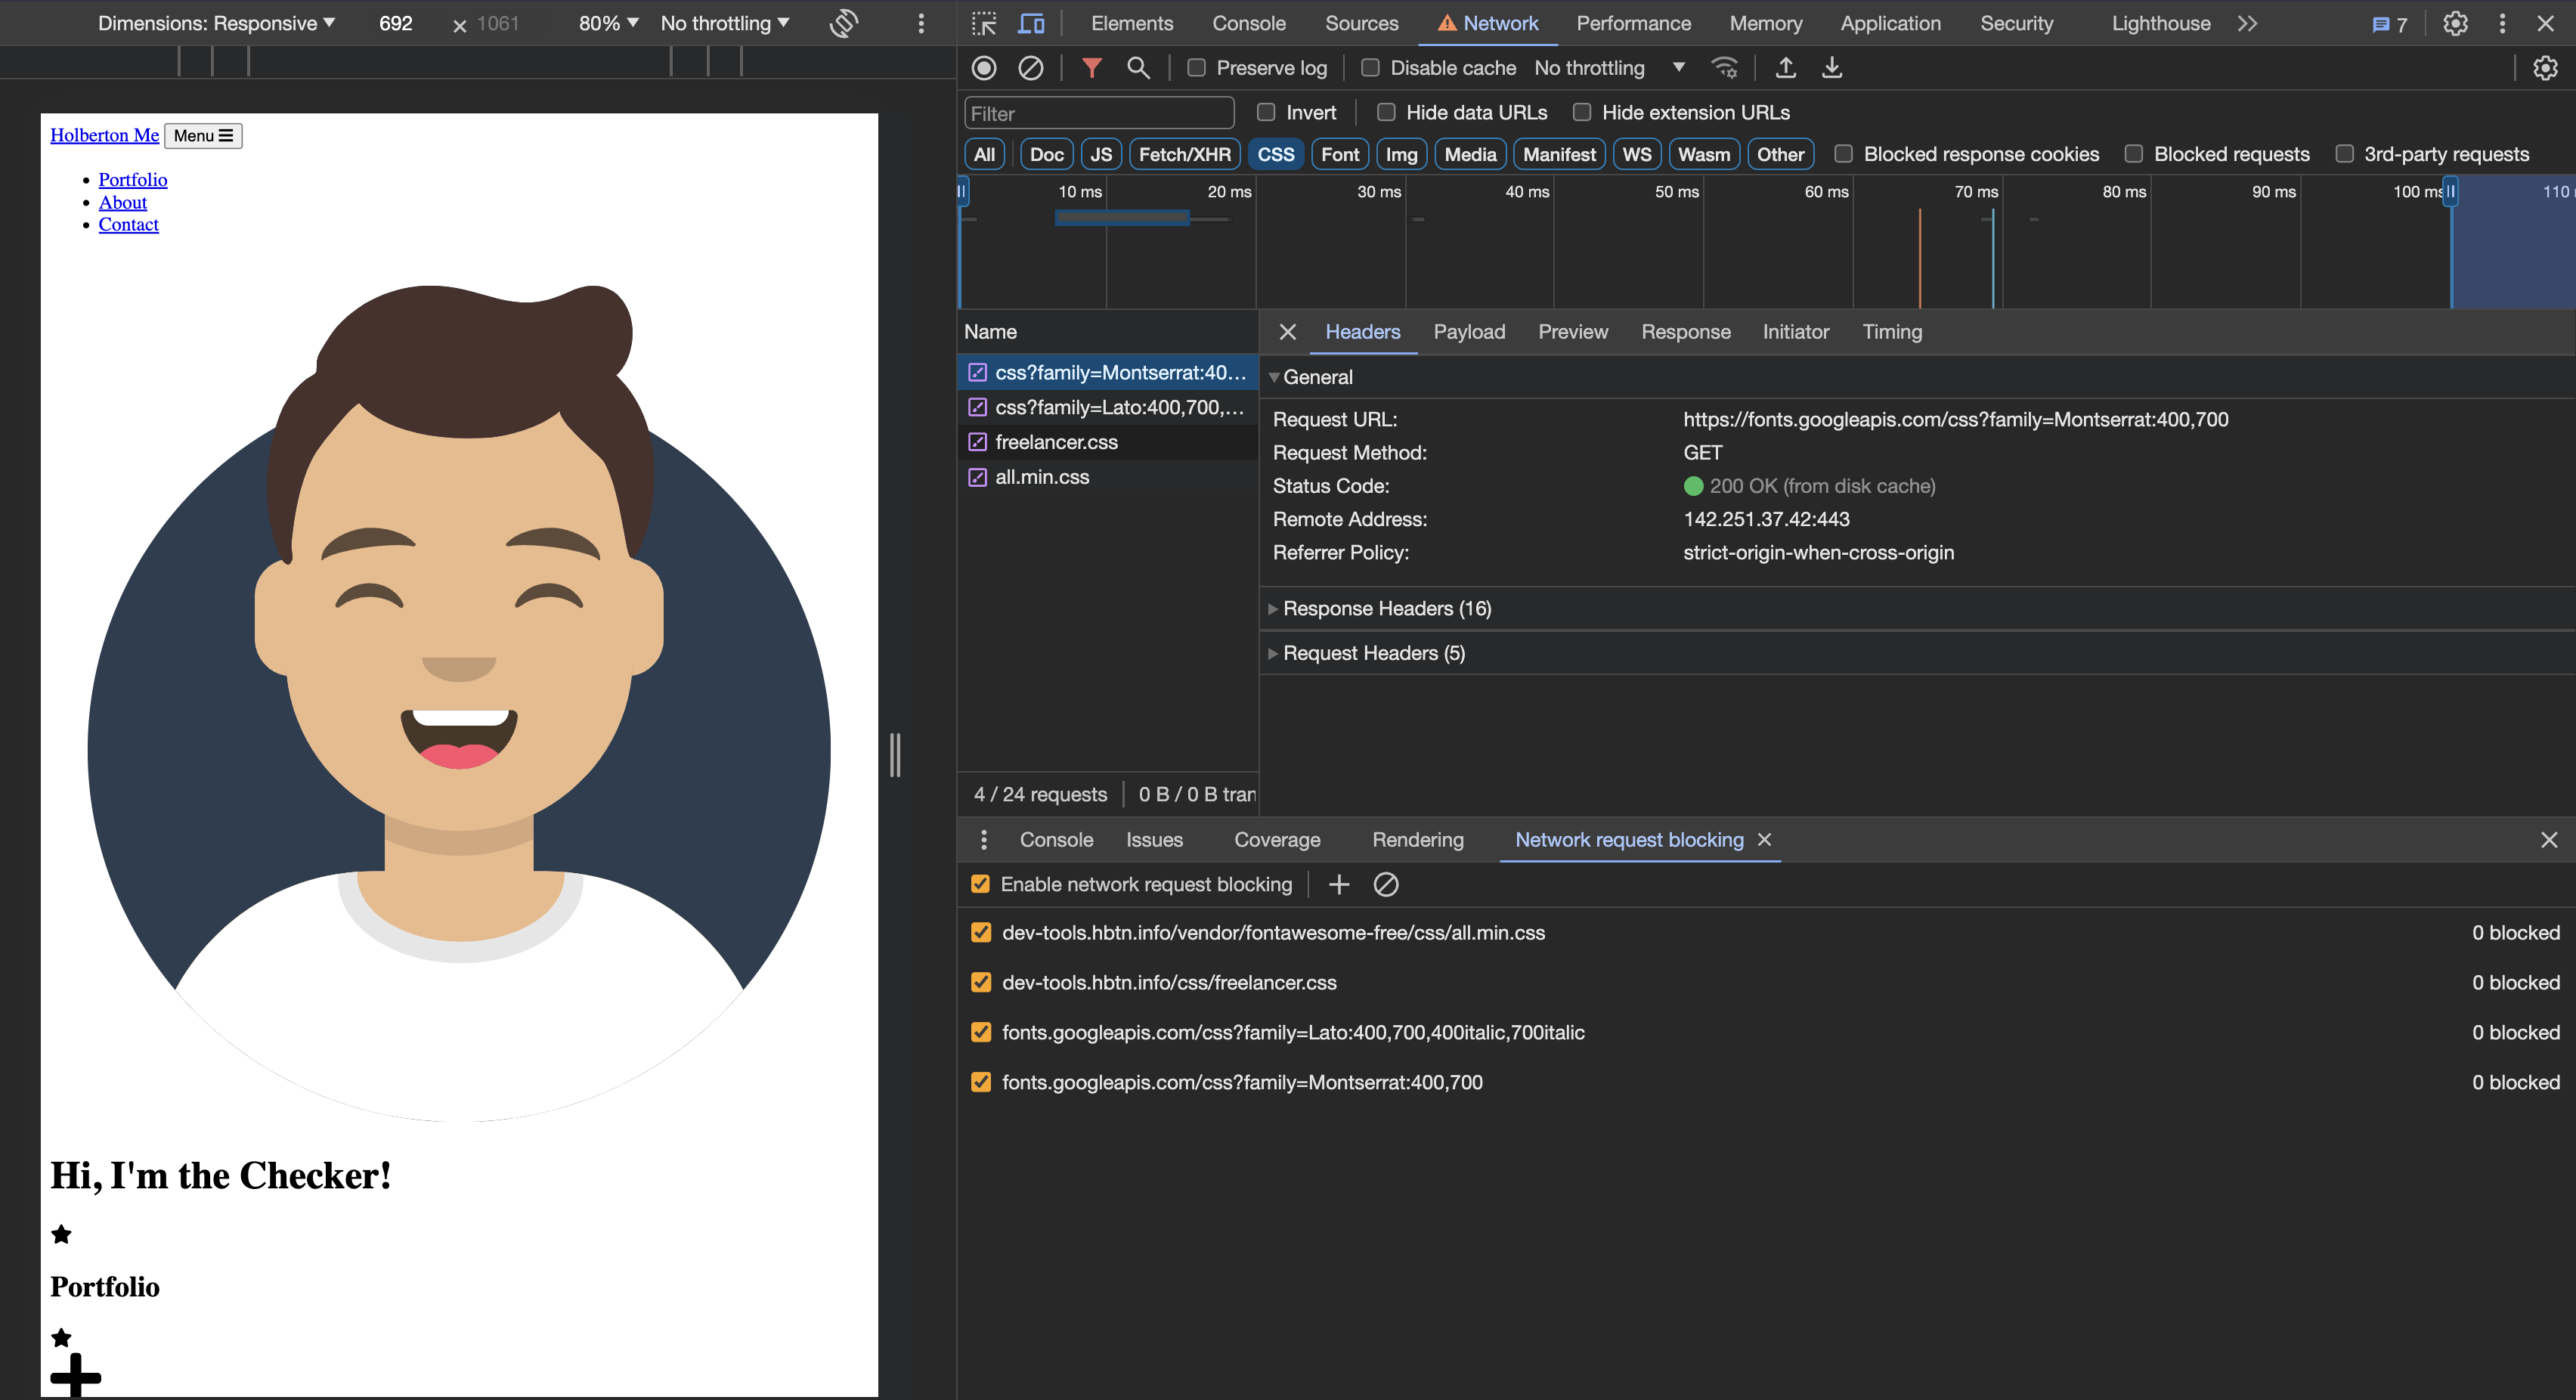 Dimensions: Responsive 692 × 1061 80% No throttling
Elements Console Sources Network Performance Memory Application Security Lighthouse 7
Preserve log Disable cache No throttling
Filter Invert Hide data URLs Hide extension URLs
All Doc JS Fetch/XHR CSS Font Img Media Manifest WS Wasm Other Blocked response cookies Blocked requests 3rd-party requests
10 ms 20 ms 30 ms 40 ms 50 ms 60 ms 70 ms 80 ms 90 ms 100 ms 110
Holberton Me Menu
Portfolio
About
Contact
Hi, I'm the Checker!
Portfolio
Name
css?family=Montserrat:40...
css?family=Lato:400,700,...
freelancer.css
all.min.css
4 / 24 requests 0 B / 0 B tran
Headers Payload Preview Response Initiator Timing
General
Request URL: https://fonts.googleapis.com/css?family=Montserrat:400,700
Request Method: GET
Status Code: 200 OK (from disk cache)
Remote Address: 142.251.37.42:443
Referrer Policy: strict-origin-when-cross-origin
Response Headers (16)
Request Headers (5)
Console Issues Coverage Rendering Network request blocking
Enable network request blocking
dev-tools.hbtn.info/vendor/fontawesome-free/css/all.min.css 0 blocked
dev-tools.hbtn.info/css/freelancer.css 0 blocked
fonts.googleapis.com/css?family=Lato:400,700,400italic,700italic 0 blocked
fonts.googleapis.com/css?family=Montserrat:400,700 0 blocked